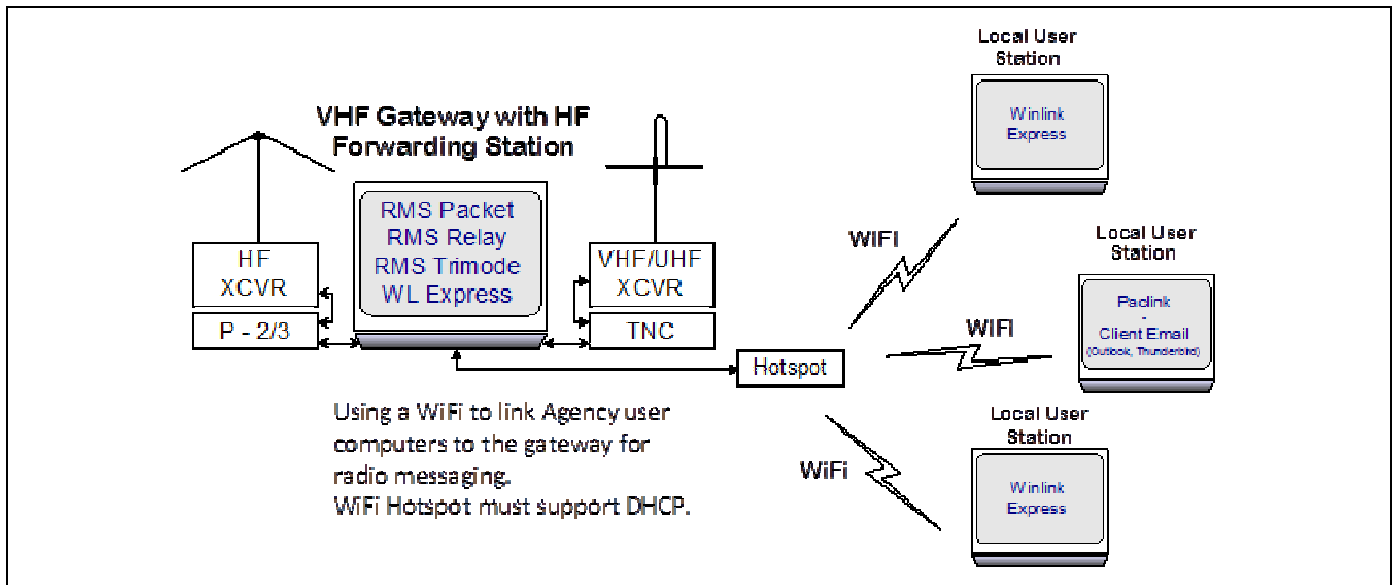 VHF Gateway with HF
Forwarding Station
HF
XCVR
P - 2/3
RMS Packet
RMS Relay
RMS Trimode
WL Express
VHF/UHF
XCVR
TNC
Hotspot
Using a WiFi to link Agency user
computers to the gateway for
radio messaging.
WiFi Hotspot must support DHCP.
WiFi
WiFi
WiFi
Local User
Station
Winlink
Express
Local User
Station
Paclink
-
Client Email
(Outlook, Thunderbird)
Local User
Station
Winlink
Express